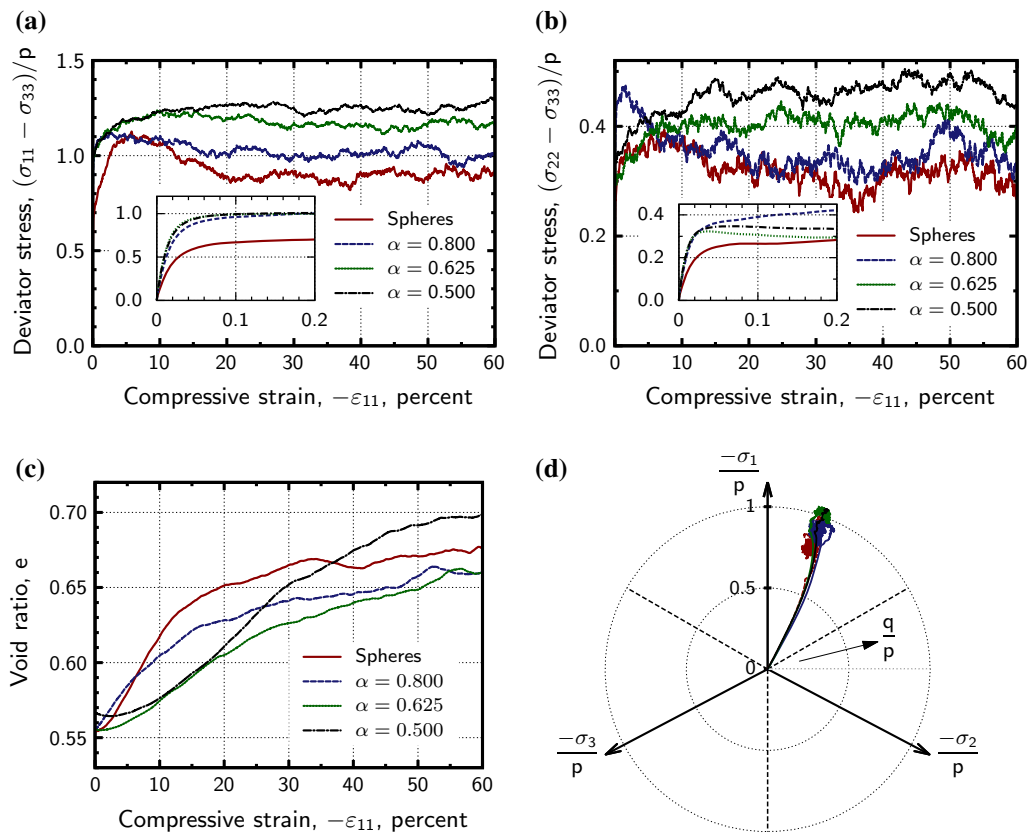 (a)
Deviator stress, (σ11 − σ33)/p
1.5
1.0
0.5
0.0
0 10 20 30 40 50 60
Compressive strain, −ε11, percent
1.0
0.5
0.0
0 0.1 0.2
Spheres
α = 0.800
α = 0.625
α = 0.500
(b)
Deviator stress, (σ22 − σ33)/p
0.4
0.2
0.0
0 10 20 30 40 50 60
Compressive strain, −ε11, percent
0.4
0.2
0.0
0 0.1 0.2
Spheres
α = 0.800
α = 0.625
α = 0.500
(c)
Void ratio, e
0.70
0.65
0.60
0.55
0 10 20 30 40 50 60
Compressive strain, −ε11, percent
Spheres
α = 0.800
α = 0.625
α = 0.500
(d)
−σ1
p
1
0.5
0
q
p
−σ3
p
−σ2
p